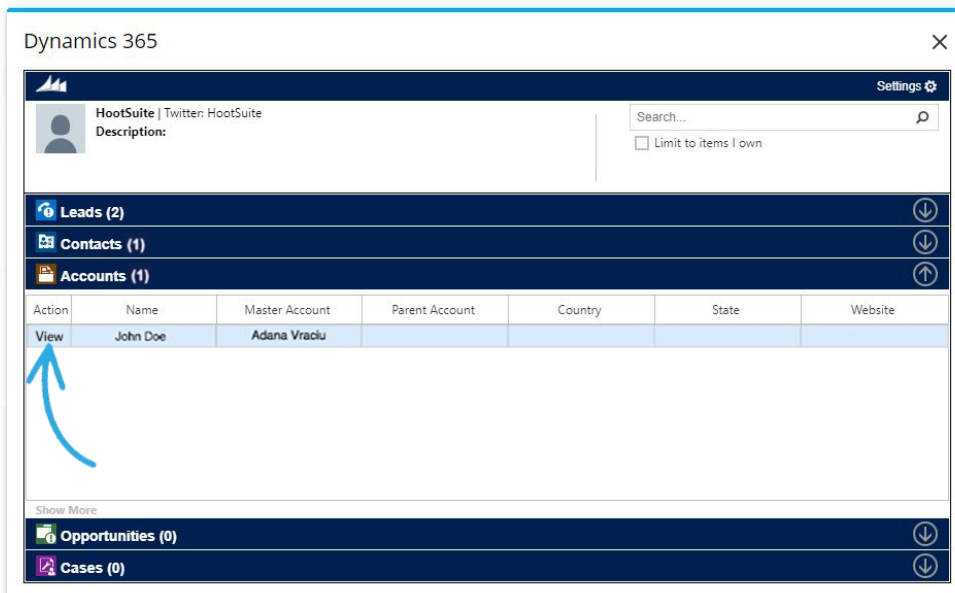 Dynamics 365
Settings
HootSuite | Twitter: HootSuite
Description:
Search...
Limit to items I own
Leads (2)
Contacts (1)
Accounts (1)
Action Name Master Account Parent Account Country State Website
View John Doe Adana Vraciu
Show More
Opportunities (0)
Cases (0)